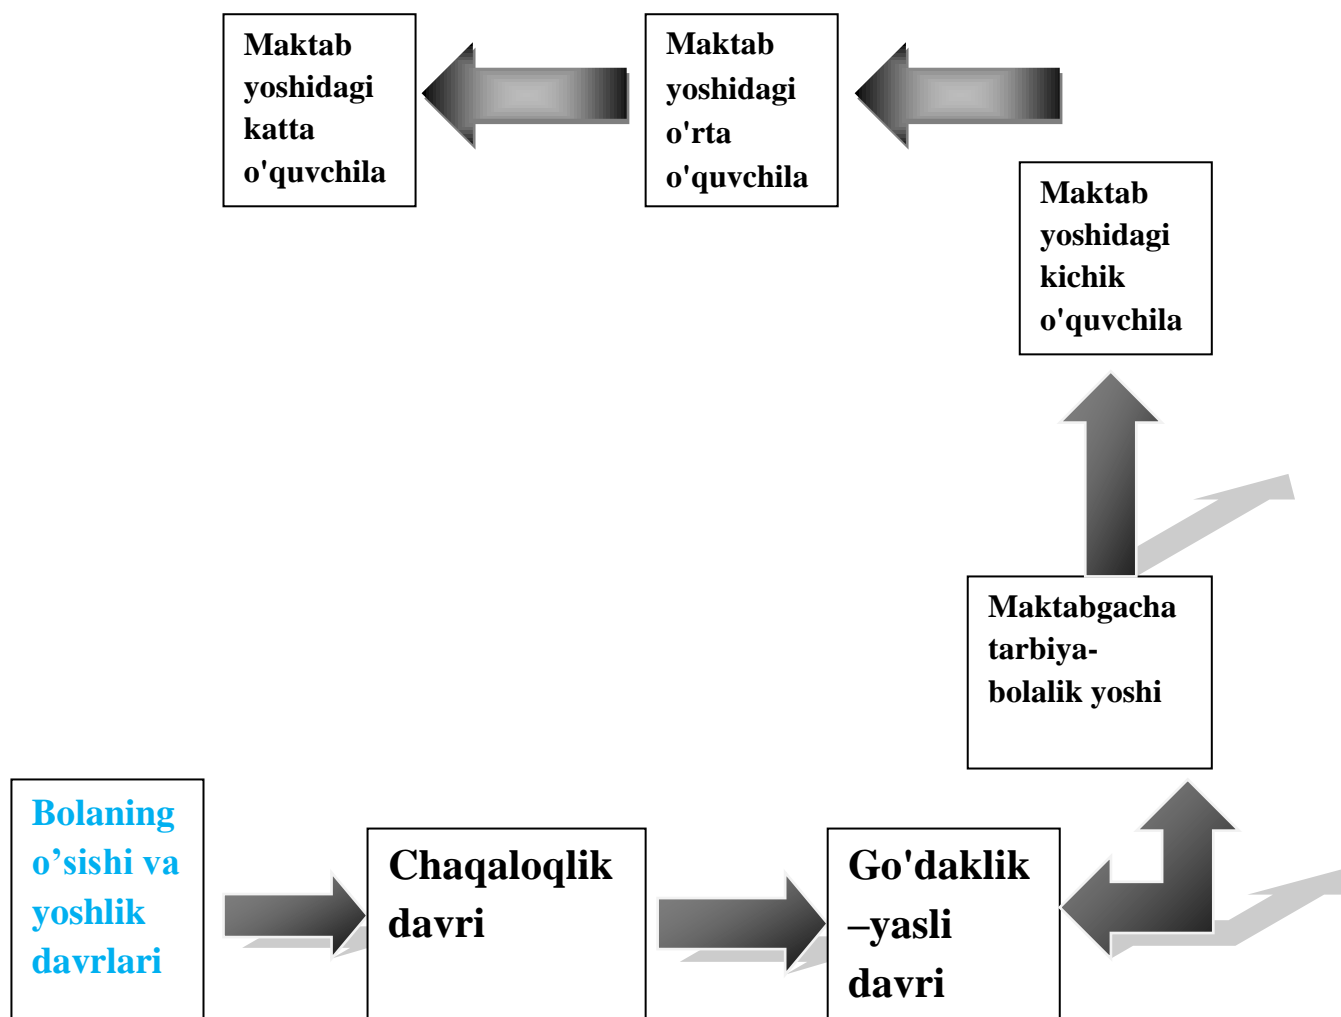 Maktab
yoshidagi
katta
o'quvchila
Maktab
yoshidagi
o'rta
o'quvchila
Maktab
yoshidagi
kichik
o'quvchila
Maktabgacha
tarbiya-
bolalik yoshi
Bolaning
o’sishi va
yoshlik
davrlari
Chaqaloqlik
davri
Go'daklik
–yasli
davri